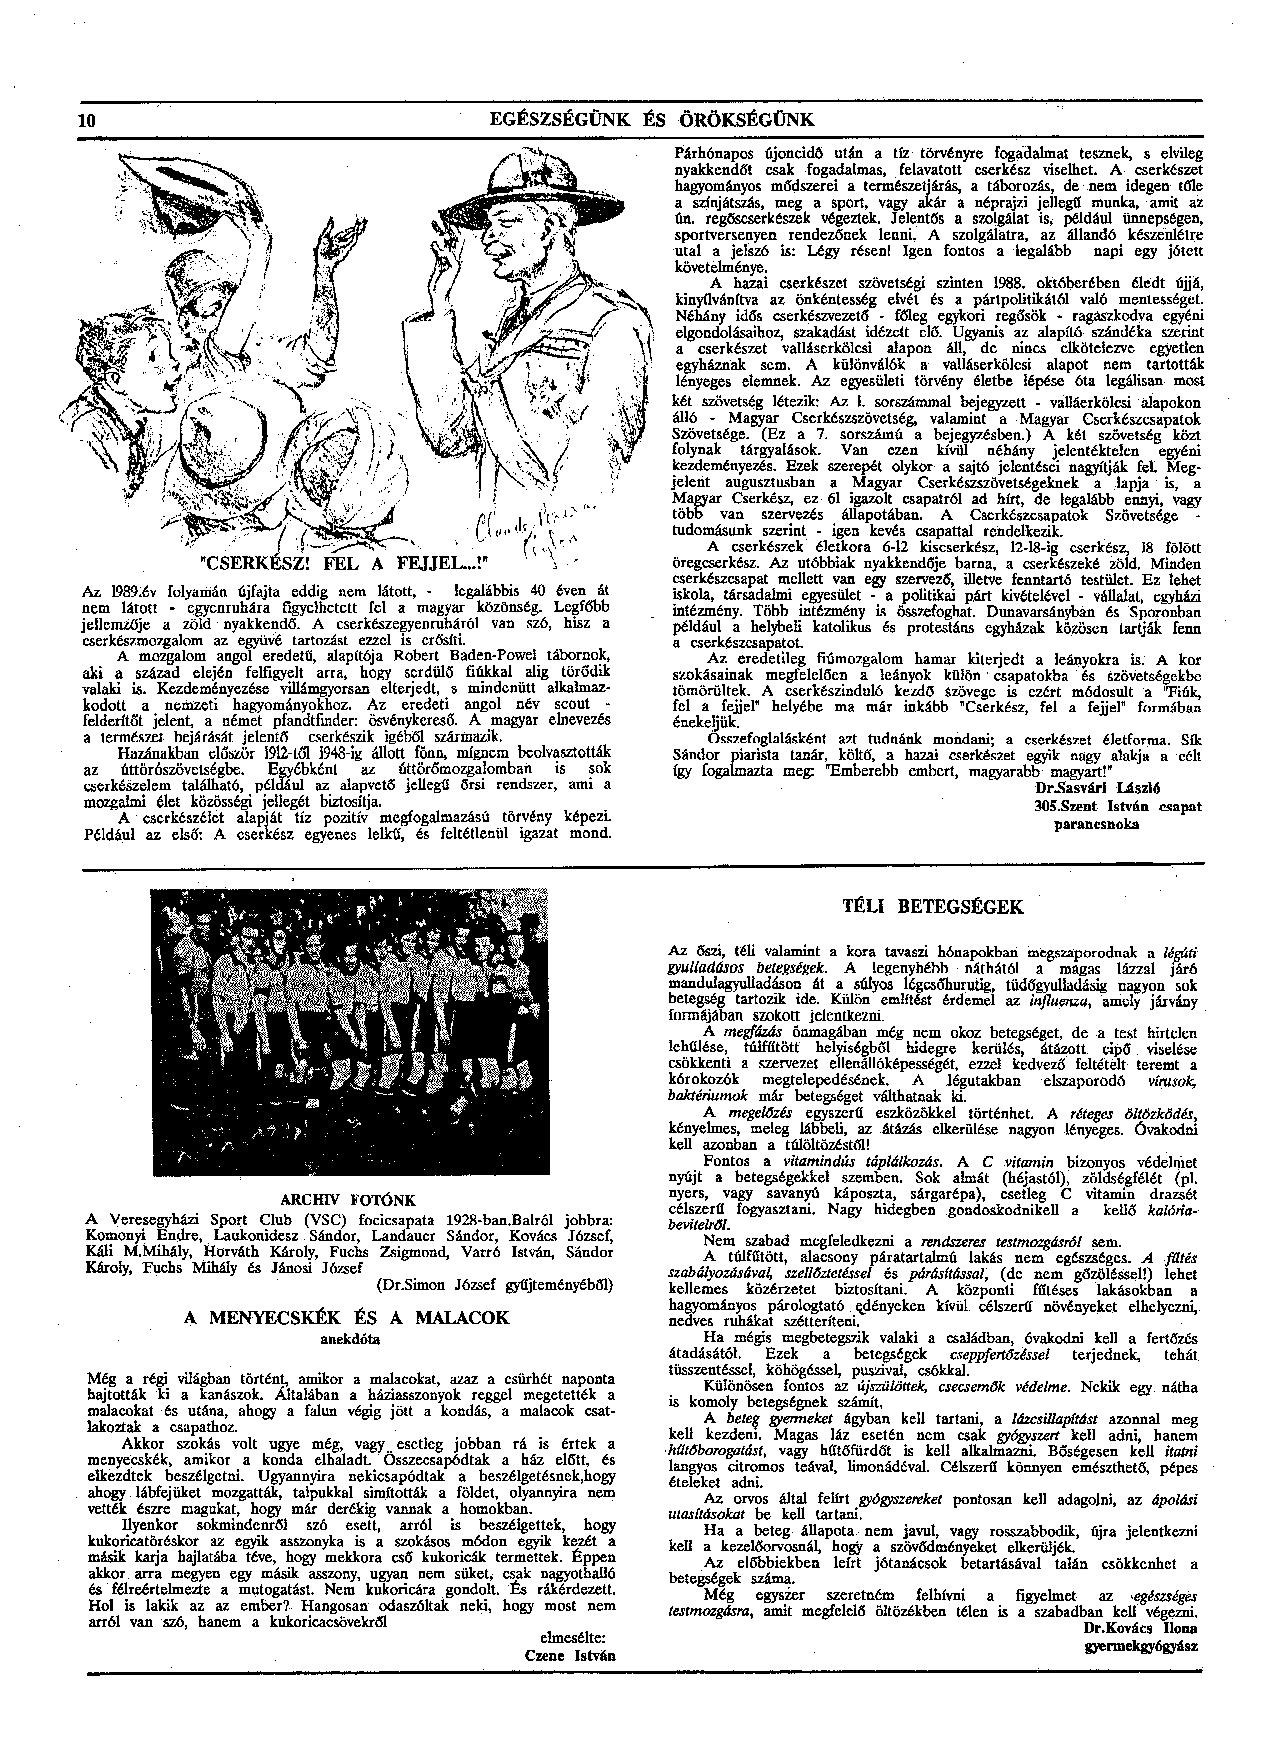 10
EGÉSZSÉGÜNK ÉS ÖRÖKSÉGÜNK
"CSERKÉSZ! FEL A FEJJEL...!"
Az 1989.év folyamán újfajta eddig nem látott, - legalábbis 40 éven át
nem látott - egyenruhára figyelhetett fel a magyar közönség. Legfőbb
jellemzője a zöld nyakkendő. A cserkészegyenruháról van szó, hisz a
cserkészmozgalom az együvé tartozást ezzel is erősíti.
A mozgalom angol eredetű, alapítója Robert Baden-Powel tábornok,
aki a század elején felfigyelt arra, hogy serdülő fiúkkal alig törődik
valaki is. Kezdeményezése villámgyorsan elterjedt, s mindenütt alkalmaz-
kodott a nemzeti hagyományokhoz. Az eredeti angol név scout -
felderítőt jelent, a német pfandtfinder: ösvénykereső. A magyar elnevezés
a természet bejárását jelentő cserkészik igéből származik.
Hazánakban először 1912-től 1948-ig állott fönn, mígnem beolvasztották
az úttörőszövetségbe. Egyébként az úttörőmozgalomban is sok
cserkészelem található, például az alapvető jellegű őrsi rendszer, ami a
mozgalmi élet közösségi jellegét biztosítja.
A cserkészélet alapját tíz pozitív megfogalmazású törvény képezi.
Például az első: A cserkész egyenes lelkű, és feltétlenül igazat mond.
Párhónapos újoncidő után a tíz törvényre fogadalmat tesznek, s elvileg
nyakkendőt csak fogadalmas, felavatott cserkész viselhet. A cserkészet
hagyományos módszerei a természetjárás, a táborozás, de nem idegen tőle
a színjátszás, meg a sport, vagy akár a néprajzi jellegű munka, amit az
ún. regöscserkészek végeztek. Jelentős a szolgálat is, például ünnepségen,
sportversenyen rendezőnek lenni. A szolgálatra, az állandó készenlétre
utal a jelszó is: Légy résen! Igen fontos a legalább napi egy jótett
követelménye.
A hazai cserkészet szövetségi szinten 1988. októberében éledt újjá,
kinyílvánítva az önkéntesség elvét és a pártpolitikától való mentességet.
Néhány idős cserkészvezető - főleg egykori regősök - ragaszkodva egyéni
elgondolásaihoz, szakadást idézett elő. Ugyanis az alapító szándéka szerint
a cserkészet valláserkölcsi alapon áll, de nincs elkötelezve egyetlen
egyháznak sem. A különválók a valláserkölcsi alapot nem tartották
lényeges elemnek. Az egyesületi törvény életbe lépése óta legálisan most
két szövetség létezik: Az 1. sorszámmal bejegyzett - valláerkölcsi alapokon
álló - Magyar Cserkészszövetség, valamint a Magyar Cserkészcsapatok
Szövetsége. (Ez a 7. sorszámú a bejegyzésben.) A két szövetség közt
folynak tárgyalások. Van ezen kívül néhány jelentéktelen egyéni
kezdeményezés. Ezek szerepét olykor a sajtó jelentései nagyítják fel. Meg-
jelent augusztusban a Magyar Cserkészszövetségeknek a lapja is, a
Magyar Cserkész, ez 61 igazolt csapatról ad hírt, de legalább ennyi, vagy
több van szervezés állapotában. A Cserkészcsapatok Szövetsége -
tudomásunk szerint - igen kevés csapattal rendelkezik.
A cserkészek életkora 6-12 kiscserkész, 12-18-ig cserkész, 18 fölött
öregcserkész. Az utóbbiak nyakkendője barna, a cserkészeké zöld. Minden
cserkészcsapat mellett van egy szervező, illetve fenntartó testület. Ez lehet
iskola, társadalmi egyesület - a politikai párt kivételével - vállalat, egyházi
intézmény. Több intézmény is összefoghat. Dunavarsányban és Sporonban
például a helybeli katolikus és protestáns egyházak közösen tartják fenn
a cserkészcsapatot.
Az eredetileg fiúmozgalom hamar kiterjedt a leányokra is. A kor
szokásainak megfelelően a leányok külön csapatokba és szövetségekbe
tömörültek. A cserkészinduló kezdő szövege is ezért módosult a "Fiúk,
fel a fejjel" helyébe ma már inkább "Cserkész, fel a fejjel" formában
énekeljük.
Összefoglalásként azt tudnánk mondani; a cserkészet életforma. Sík
Sándor piarista tanár, költő, a hazai cserkészet egyik nagy alakja a célt
így fogalmazta meg: "Emberebb embert, magyarabb magyart!"
Dr.Sasvári László
305.Szent István csapat
parancsnoka
ARCHIV FOTÓNK
A Veresegyházi Sport Club (VSC) focicsapata 1928-ban.Balról jobbra:
Komonyi Endre, Laukonidesz Sándor, Landauer Sándor, Kovács József,
Káli M.Mihály, Horváth Károly, Fuchs Zsigmond, Varró István, Sándor
Károly, Fuchs Mihály és Jánosi József
(Dr.Simon József gyűjteményéből)
A MENYECSKÉK ÉS A MALACOK
anekdóta
Még a régi világban történt, amikor a malacokat, azaz a csürhét naponta
hajtották ki a kanászok. Általában a háziasszonyok reggel megetették a
malacokat és utána, ahogy a falun végig jött a kondás, a malacok csat-
lakoztak a csapathoz.
Akkor szokás volt ugye még, vagy esetleg jobban rá is értek a
menyecskék, amikor a konda elhaladt. Összecsapódtak a ház előtt, és
elkezdtek beszélgetni. Ugyannyira nekicsapódtak a beszélgetésnek,hogy
ahogy lábfejüket mozgatták, talpukkal simították a földet, olyannyira nem
vették észre magukat, hogy már derékig vannak a homokban.
Ilyenkor sokmindenről szó esett, arról is beszélgettek, hogy
kukoricatöréskor az egyik asszonyka is a szokásos módon egyik kezét a
másik karja hajlatába téve, hogy mekkora cső kukoricák termettek. Éppen
akkor arra megyen egy másik asszony, ugyan nem süket, csak nagyothalló
és félreértelmezte a mutogatást. Nem kukoricára gondolt. És rákérdezett.
Hol is lakik az az ember? Hangosan odaszóltak neki, hogy most nem
arról van szó, hanem a kukoricacsövekről
elmesélte:
Czene István
TÉLI BETEGSÉGEK
Az őszi, téli valamint a kora tavaszi hónapokban megszaporodnak a légúti
gyulladásos betegségek. A legenyhébb náthától a magas lázzal járó
mandulagyulladáson át a súlyos légcsőhurutig, tüdőgyulladásig nagyon sok
betegség tartozik ide. Külön említést érdemel az influenza, amely járvány
formájában szokott jelentkezni.
A megfázás önmagában még nem okoz betegséget, de a test hirtelen
lehűlése, túlfűtött helyiségből hidegre kerülés, átázott cipő viselése
csökkenti a szervezet ellenállóképességét, ezzel kedvező feltételt teremt a
kórokozók megtelepedésének. A légutakban elszaporodó vírusok,
baktériumok már betegséget válthatnak ki.
A megelőzés egyszerű eszközökkel történhet. A réteges öltözködés,
kényelmes, meleg lábbeli, az átázás elkerülése nagyon lényeges. Óvakodni
kell azonban a túlöltözéstől!
Fontos a vitamindús táplálkozás. A C vitamin bizonyos védelmet
nyújt a betegségekkel szemben. Sok almát (héjastól), zöldségfélét (pl.
nyers, vagy savanyú káposzta, sárgarépa), esetleg C vitamin drazsét
célszerű fogyasztani. Nagy hidegben gondoskodnikell a kellő kalória-
bevitelről.
Nem szabad megfeledkezni a rendszeres testmozgásról sem.
A túlfűtött, alacsony páratartalmú lakás nem egészséges. A fűtés
szabályozásával, szellőztetéssel és párásítással, (de nem gőzöléssel!) lehet
kellemes közérzetet biztosítani. A központi fűtéses lakásokban a
hagyományos párologtató edényeken kívül célszerű növényeket elhelyezni,
nedves ruhákat szétteríteni.
Ha mégis megbetegszik valaki a családban, óvakodni kell a fertőzés
átadásától. Ezek a betegségek cseppfertőzéssel terjednek, tehát
tüsszentéssel, köhögéssel, puszival, csókkal.
Különösen fontos az újszülöttek, csecsemők védelme. Nekik egy nátha
is komoly betegségnek számít.
A beteg gyermeket ágyban kell tartani, a lázcsillapítást azonnal meg
kell kezdeni. Magas láz esetén nem csak gyógyszert kell adni, hanem
hűtőborogatást, vagy hűtőfürdőt is kell alkalmazni. Bőségesen kell itatni
langyos citromos teával, limonádéval. Célszerű könnyen emészthető, pépes
ételeket adni.
Az orvos által felírt gyógyszereket pontosan kell adagolni, az ápolási
utasításokat be kell tartani.
Ha a beteg állapota nem javul, vagy rosszabbodik, újra jelentkezni
kell a kezelőorvosnál, hogy a szövődményeket elkerüljék.
Az előbbiekben leírt jótanácsok betartásával talán csökkenhet a
betegségek száma.
Még egyszer szeretném felhívni a figyelmet az egészséges
testmozgásra, amit megfelelő öltözékben télen is a szabadban kell végezni.
Dr.Kovács Ilona
gyermekgyógyász